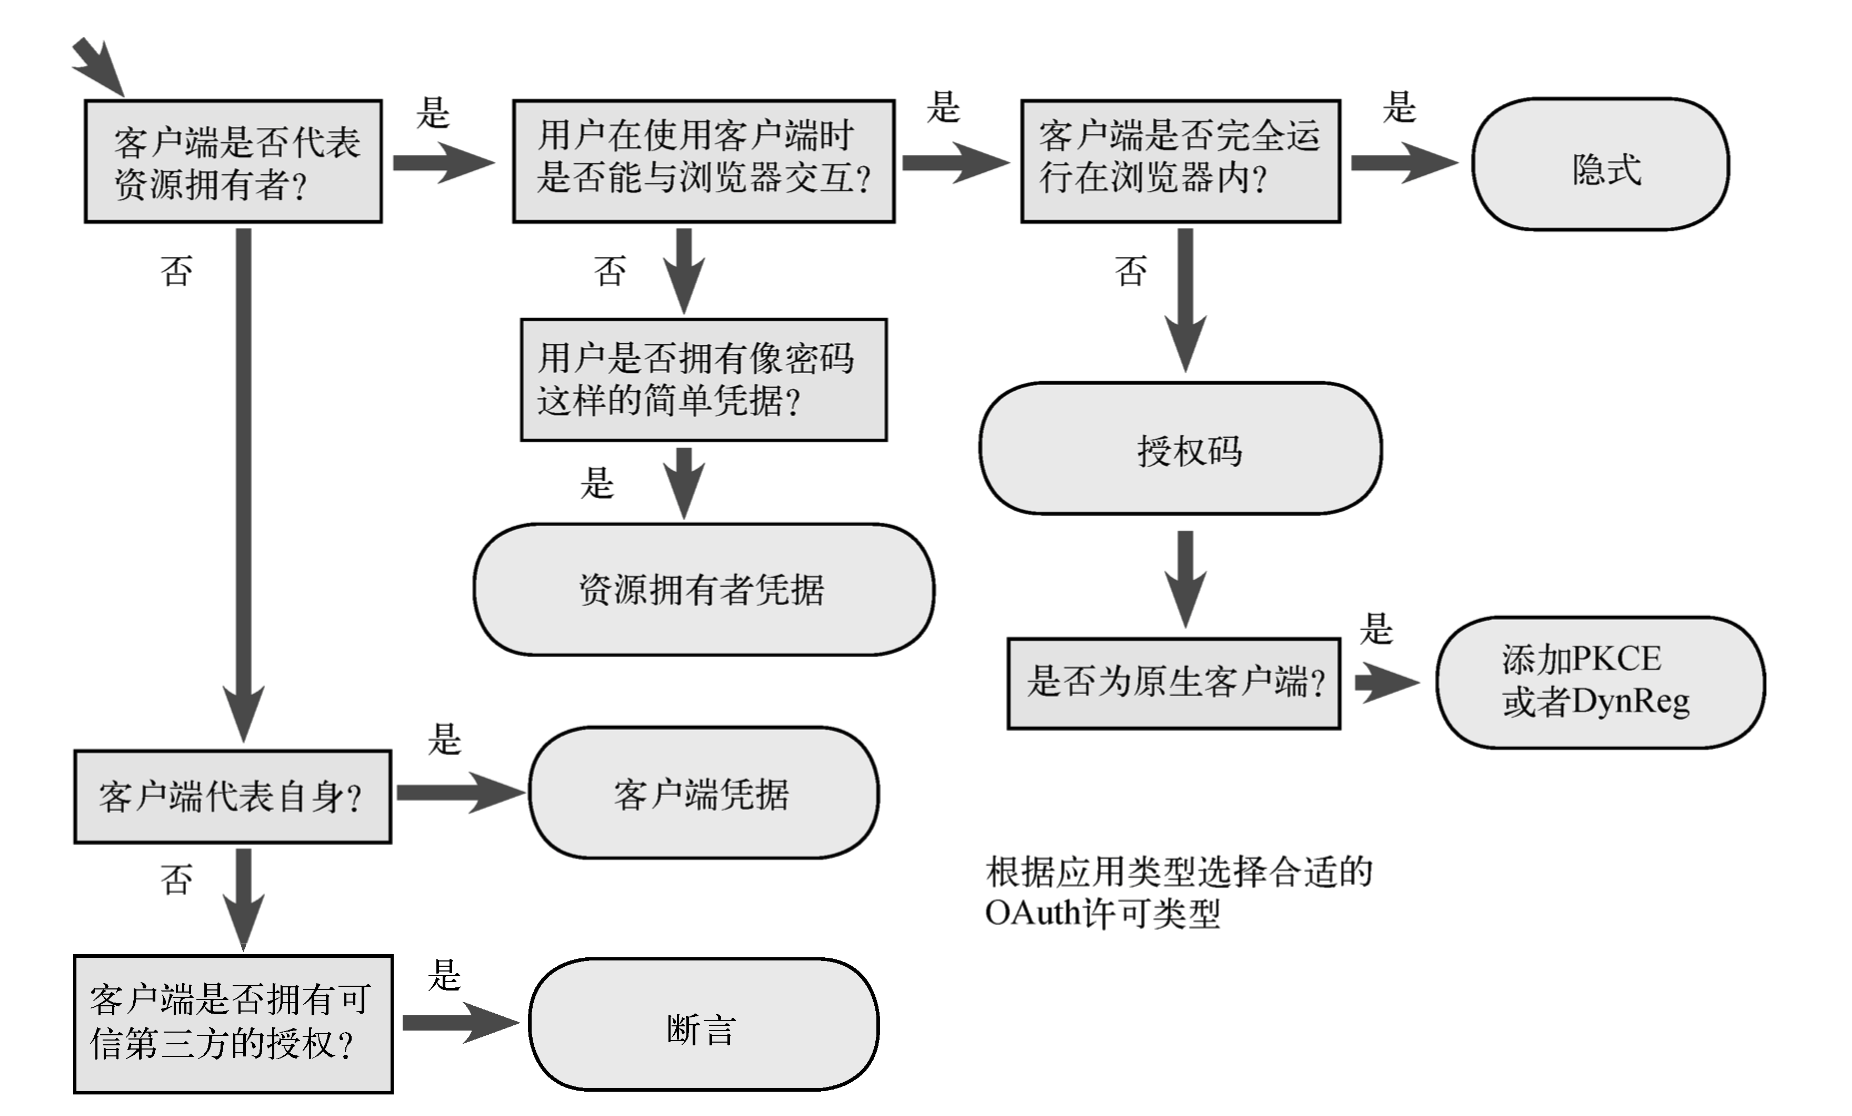 客户端是否代表
资源拥有者?
是
用户在使用客户端时
是否能与浏览器交互?
是
客户端是否完全运
行在浏览器内?
是
隐式
否
否
否
用户是否拥有像密码
这样的简单凭据?
是
资源拥有者凭据
授权码
是否为原生客户端?
是
添加PKCE
或者DynReg
客户端代表自身?
是
客户端凭据
否
客户端是否拥有可
信第三方的授权?
是
断言
根据应用类型选择合适的
OAuth许可类型